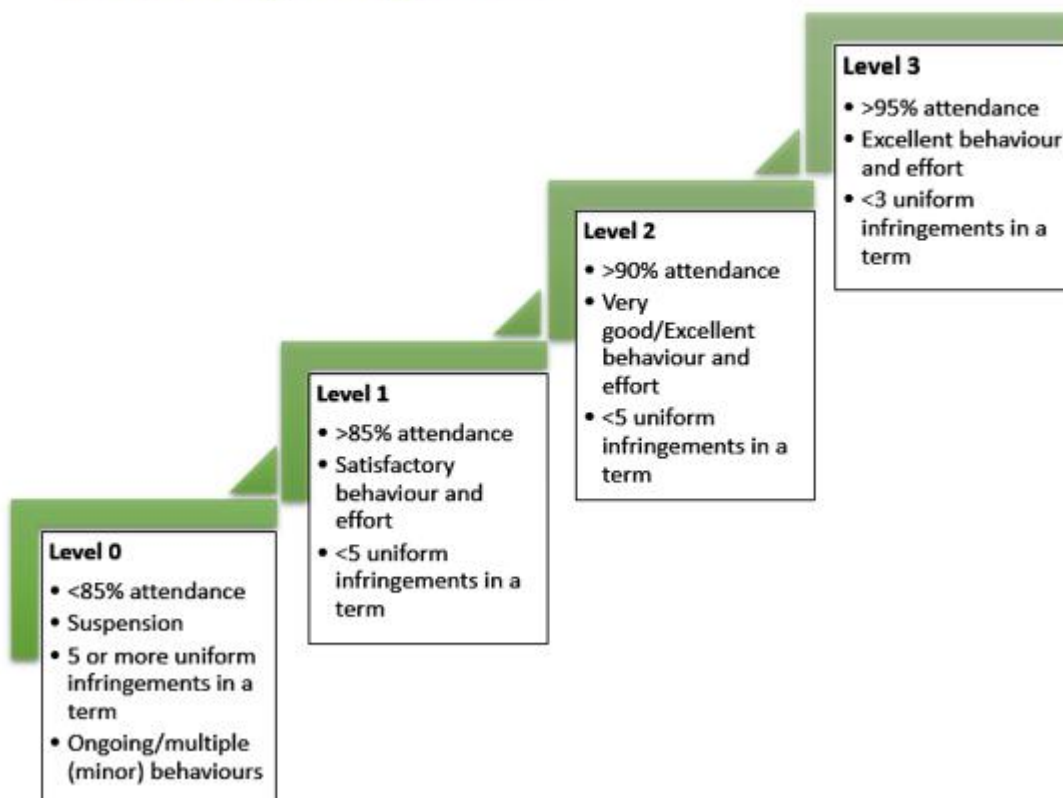 Level 3
• >95% attendance
• Excellent behaviour
and effort
• <3 uniform
infringements in a
term
Level 2
• >90% attendance
• Very
good/Excellent
behaviour and
effort
• <5 uniform
infringements in a
term
Level 1
• >85% attendance
• Satisfactory
behaviour and
effort
• <5 uniform
infringements in a
term
Level 0
• <85% attendance
• Suspension
• 5 or more uniform
infringements in a
term
• Ongoing/multiple
(minor) behaviours